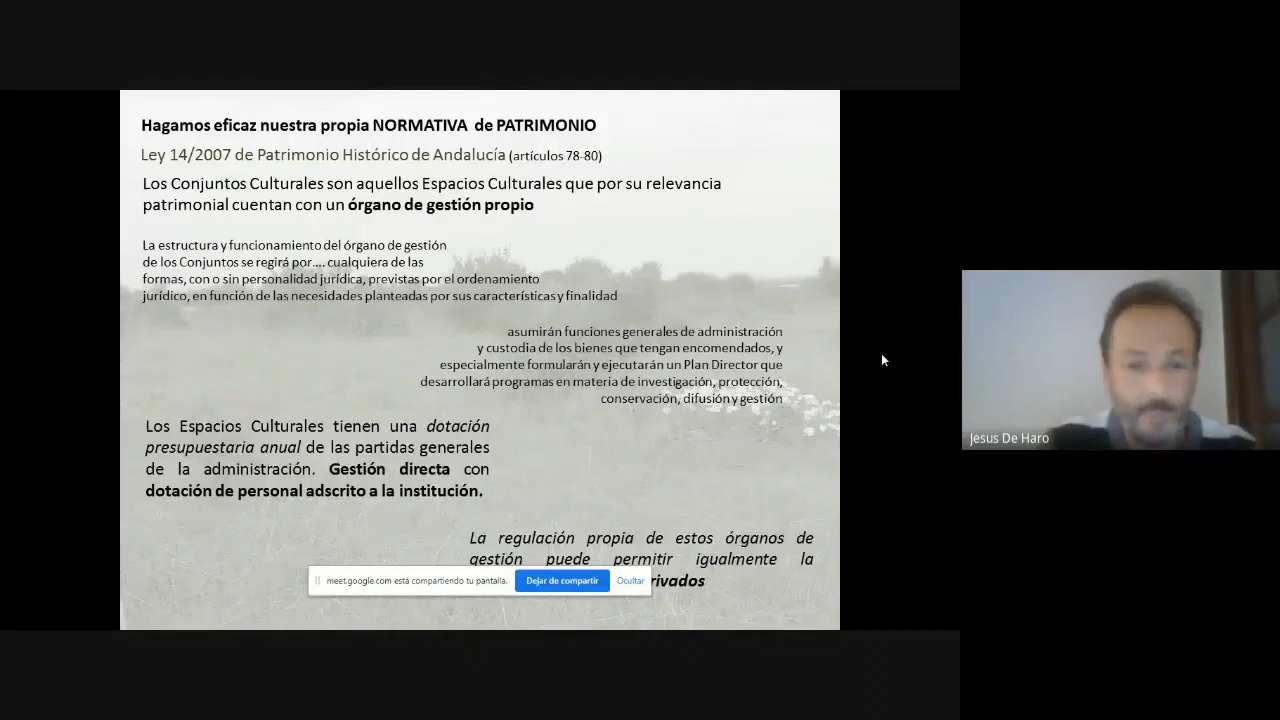 Hagamos eficaz nuestra propia NORMATIVA de PATRIMONIO
Ley 14/2007 de Patrimonio Histórico de Andalucía (artículos 78-80)
Los Conjuntos Culturales son aquellos Espacios Culturales que por su relevancia
patrimonial cuentan con un órgano de gestión propio
La estructura y funcionamiento del órgano de gestión
de los Conjuntos se regirá por.... cualquiera de las
formas, con o sin personalidad jurídica, previstas por el ordenamiento
jurídico, en función de las necesidades planteadas por sus características y finalidad
asumirán funciones generales de administración
y custodia de los bienes que tengan encomendados, y
especialmente formularán y ejecutarán un Plan Director que
desarrollará programas en materia de investigación, protección,
conservación, difusión y gestión
Los Espacios Culturales tienen una dotación
presupuestaria anual de las partidas generales
de la administración. Gestión directa con
dotación de personal adscrito a la institución.
La regulación propia de estos órganos de
gestión puede permitir igualmente la
rivados
meet.google.com está compartiendo tu pantalla.
Dejar de compartir
Ocultar
Jesus De Haro